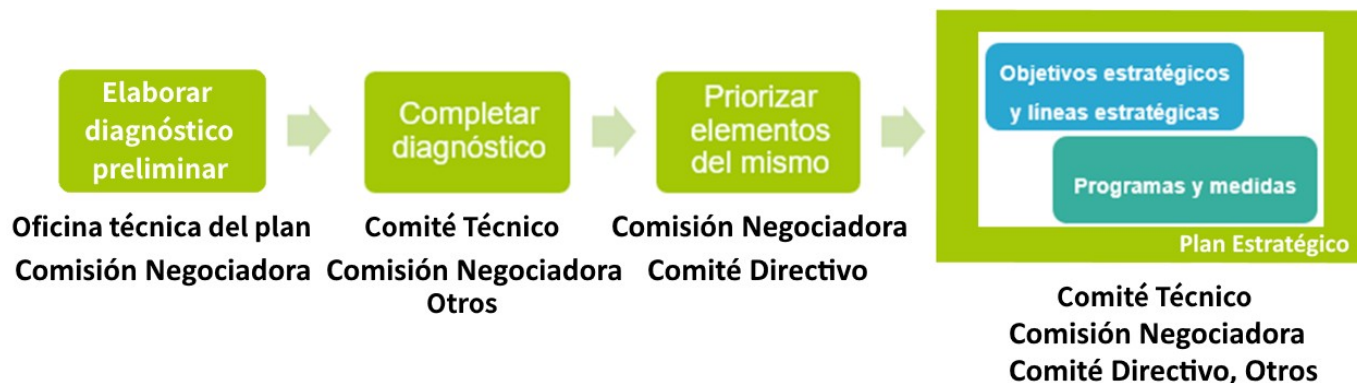 Elaborar
diagnóstico
preliminar
Oficina técnica del plan
Comisión Negociadora
Completar
diagnóstico
Comité Técnico
Comisión Negociadora
Otros
Priorizar
elementos
del mismo
Comisión Negociadora
Comité Directivo
Objetivos estratégicos
y líneas estratégicas
Programas y medidas
Plan Estratégico
Comité Técnico
Comisión Negociadora
Comité Directivo, Otros